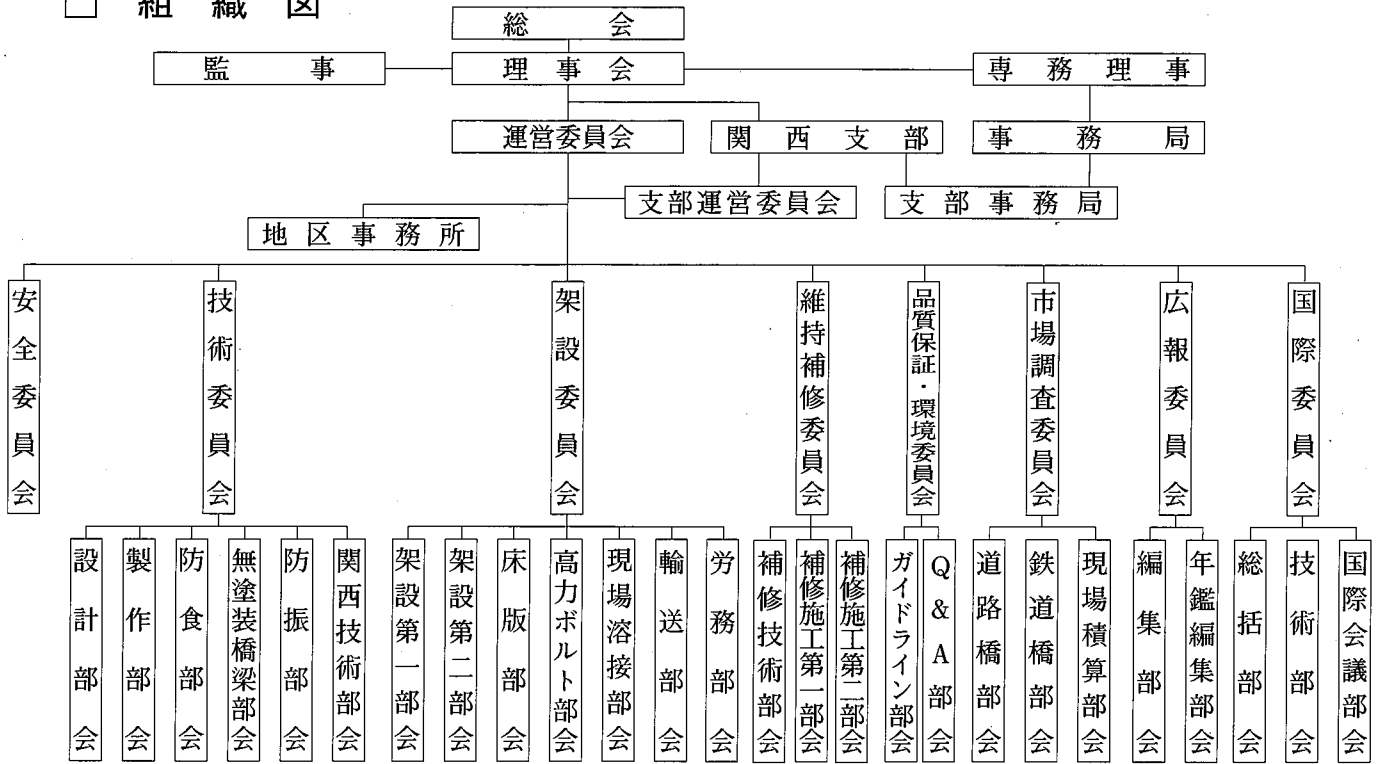 □ 組織図
総会
監事
理事会
専務理事
運営委員会
関西支部
事務局
支部運営委員会
支部事務局
地区事務所
安全委員会
技術委員会
架設委員会
維持補修委員会
品質保証・環境委員会
市場調査委員会
広報委員会
国際委員会
設計部会
製作部会
防食部会
無塗装橋梁部会
防振部会
関西技術部会
架設第一部会
架設第二部会
床版部会
高力ボルト部会
現場溶接部会
輸送部会
労務部会
補修技術部会
補修施工第一部会
補修施工第二部会
ガイドライン部会
Q&A部会
道路橋部会
鉄道橋部会
現場積算部会
編集部会
年鑑編集部会
総括部会
技術部会
国際会議部会